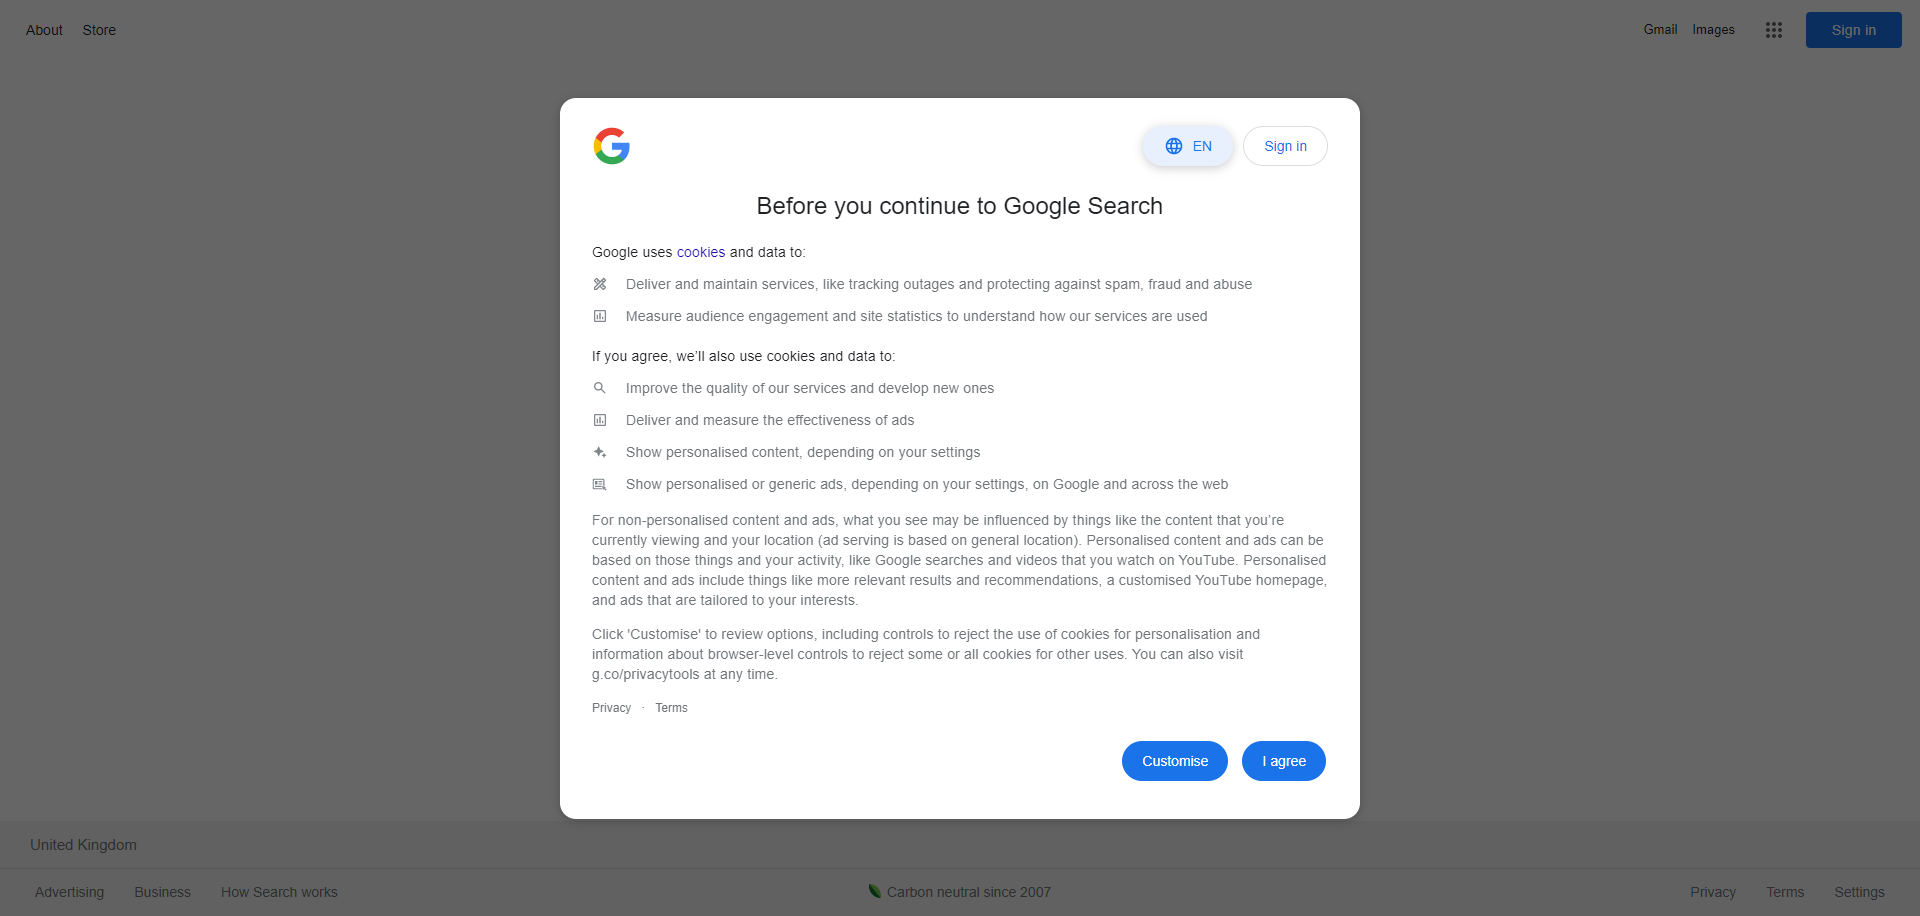 About Store
Gmail Images Sign in
EN Sign in
Before you continue to Google Search
Google uses cookies and data to:
Deliver and maintain services, like tracking outages and protecting against spam, fraud and abuse
Measure audience engagement and site statistics to understand how our services are used
If you agree, we’ll also use cookies and data to:
Improve the quality of our services and develop new ones
Deliver and measure the effectiveness of ads
Show personalised content, depending on your settings
Show personalised or generic ads, depending on your settings, on Google and across the web
For non-personalised content and ads, what you see may be influenced by things like the content that you’re
currently viewing and your location (ad serving is based on general location). Personalised content and ads can be
based on those things and your activity, like Google searches and videos that you watch on YouTube. Personalised
content and ads include things like more relevant results and recommendations, a customised YouTube homepage,
and ads that are tailored to your interests.
Click 'Customise' to review options, including controls to reject the use of cookies for personalisation and
information about browser-level controls to reject some or all cookies for other uses. You can also visit
g.co/privacytools at any time.
Privacy · Terms
Customise I agree
United Kingdom
Advertising Business How Search works Carbon neutral since 2007 Privacy Terms Settings